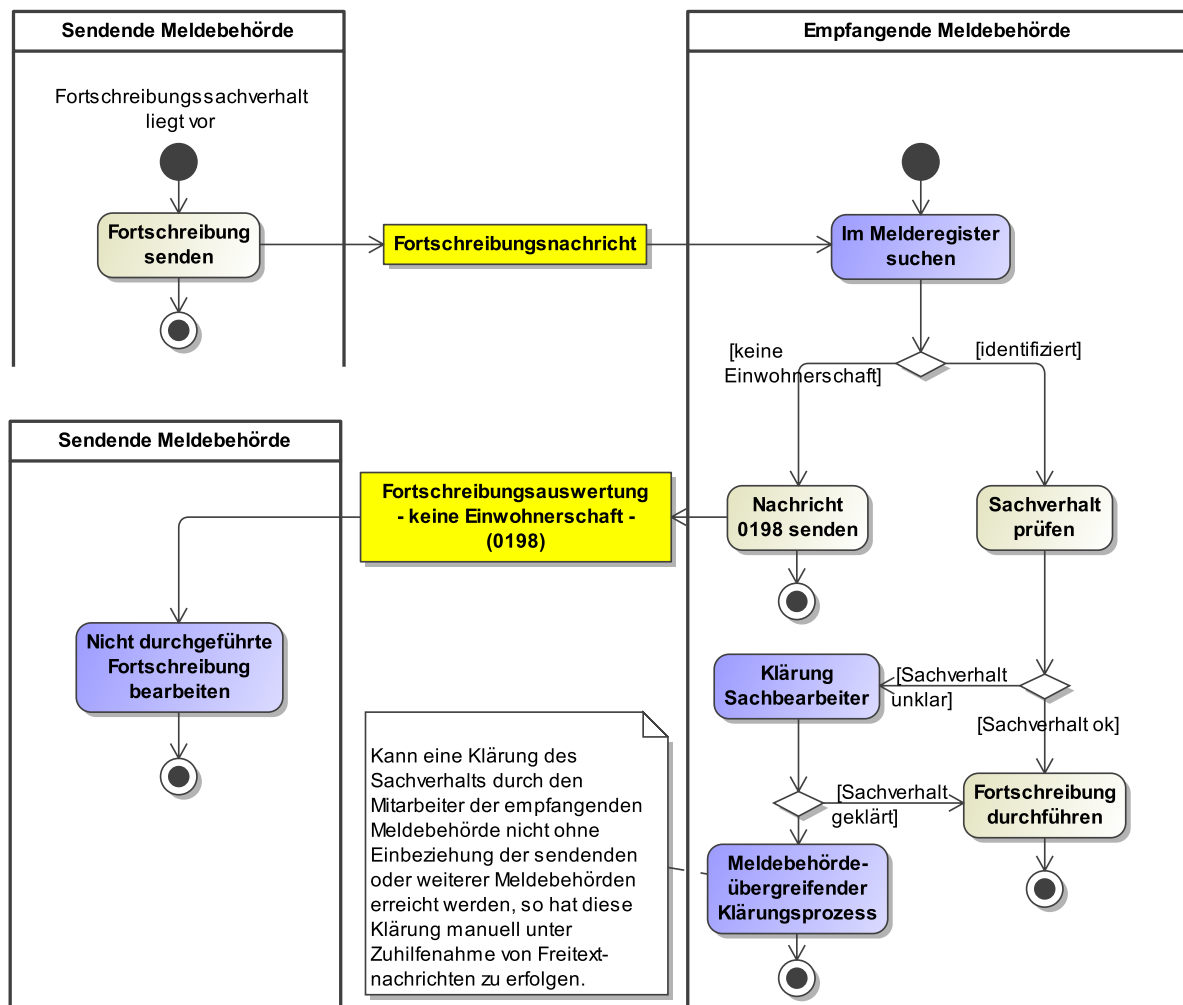 Sendende Meldebehörde
Empfangende Meldebehörde
Fortschreibungssachverhalt
liegt vor
Fortschreibung
senden
Fortschreibungsnachricht
Im Melderegister
suchen
[keine
Einwohnerschaft]
[identifiziert]
Sendende Meldebehörde
Fortschreibungsauswertung
- keine Einwohnerschaft -
(0198)
Nachricht
0198 senden
Sachverhalt
prüfen
Nicht durchgeführte
Fortschreibung
bearbeiten
Klärung
Sachbearbeiter
[Sachverhalt
unklar]
[Sachverhalt ok]
Kann eine Klärung des
Sachverhalts durch den
Mitarbeiter der empfangenden
Meldebehörde nicht ohne
Einbeziehung der sendenden
oder weiterer Meldebehörden
erreicht werden, so hat diese
Klärung manuell unter
Zuhilfenahme von Freitext-
nachrichten zu erfolgen.
[Sachverhalt
geklärt]
Fortschreibung
durchführen
Meldebehörde-
übergreifender
Klärungsprozess